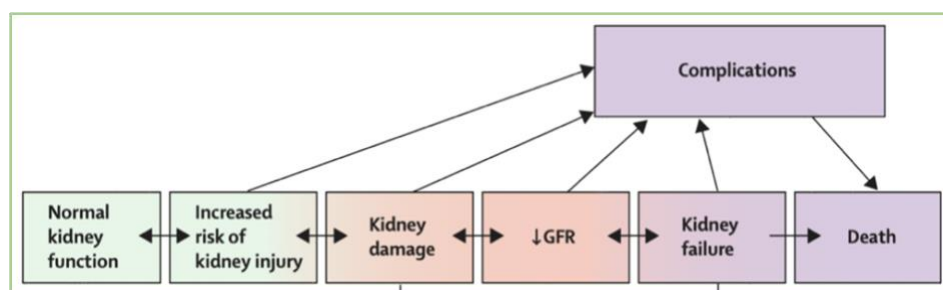 Complications
Normal
kidney
function
Increased
risk of
kidney injury
Kidney
damage
↓GFR
Kidney
failure
Death